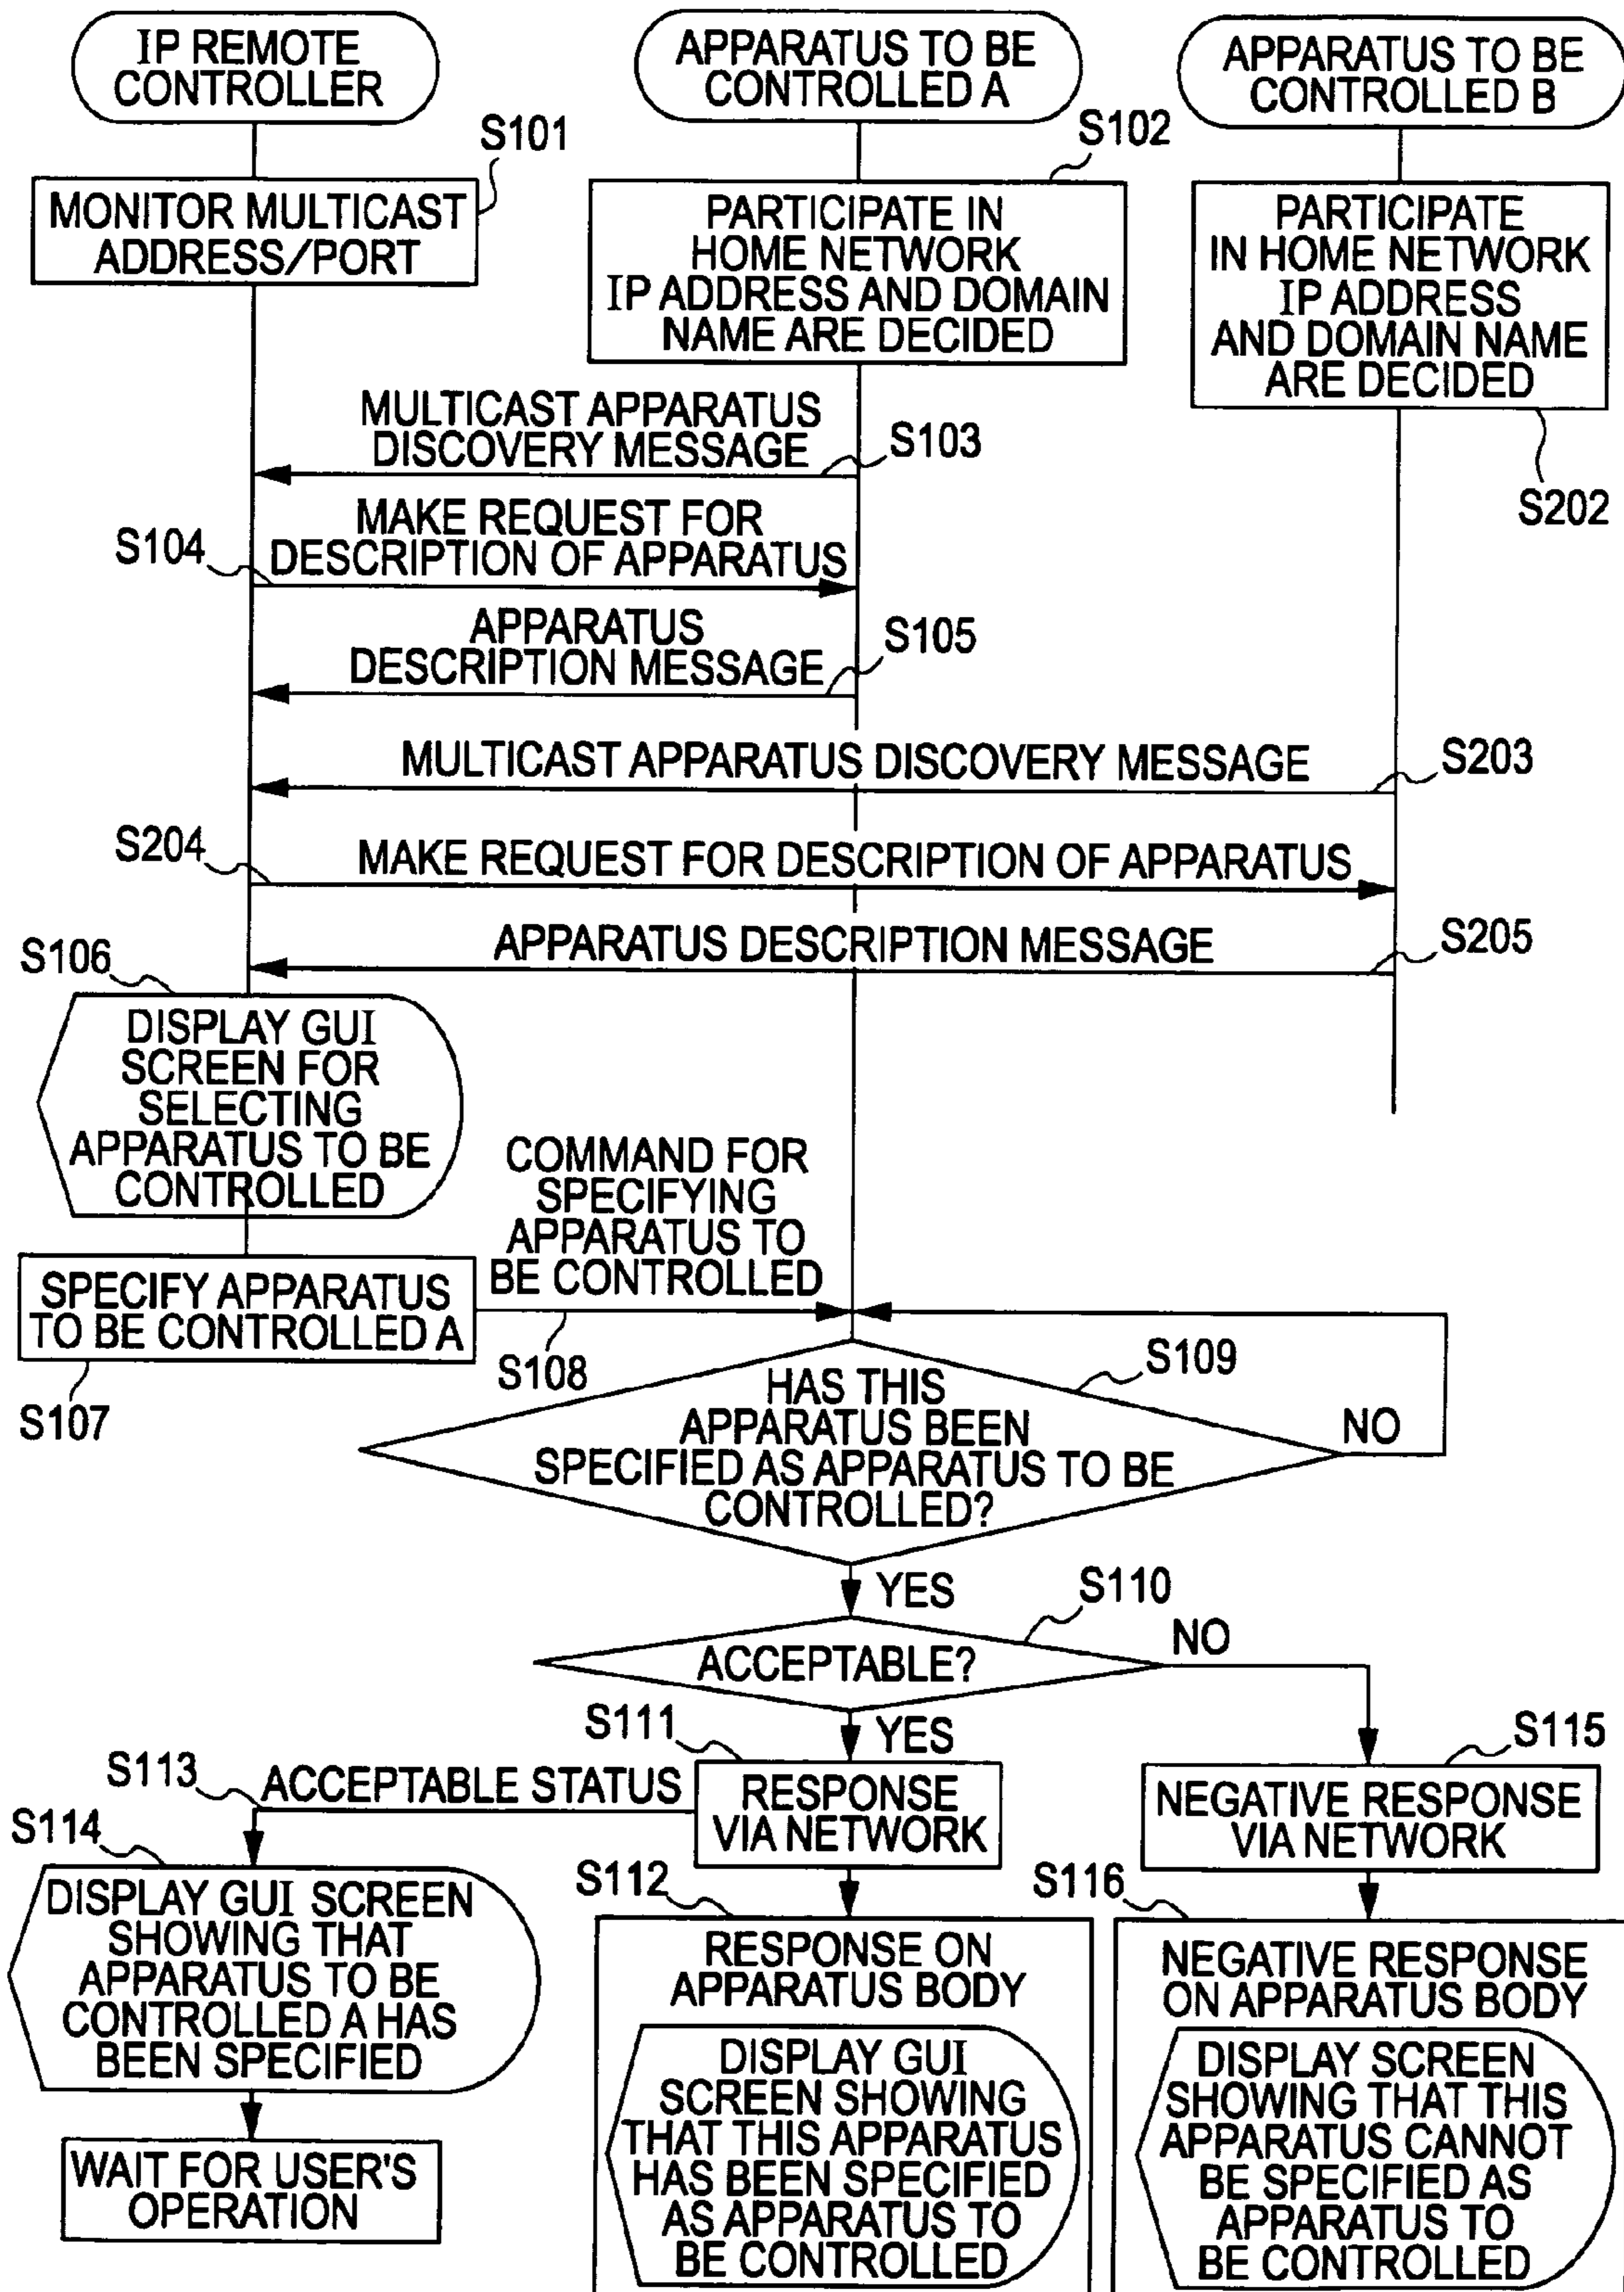 IP REMOTE
CONTROLLER
APPARATUS TO BE
CONTROLLED A
APPARATUS TO BE
CONTROLLED B
S101
MONITOR MULTICAST
ADDRESS/PORT
S102
PARTICIPATE IN
HOME NETWORK
IP ADDRESS AND DOMAIN
NAME ARE DECIDED
PARTICIPATE
IN HOME NETWORK
IP ADDRESS
AND DOMAIN NAME
ARE DECIDED
S202
MULTICAST APPARATUS
DISCOVERY MESSAGE
S103
MAKE REQUEST FOR
DESCRIPTION OF APPARATUS
S104
APPARATUS
DESCRIPTION MESSAGE
S105
MULTICAST APPARATUS DISCOVERY MESSAGE
S203
S204
MAKE REQUEST FOR DESCRIPTION OF APPARATUS
APPARATUS DESCRIPTION MESSAGE
S205
S106
DISPLAY GUI
SCREEN FOR
SELECTING
APPARATUS TO BE
CONTROLLED
COMMAND FOR
SPECIFYING
APPARATUS TO
BE CONTROLLED
SPECIFY APPARATUS
TO BE CONTROLLED A
S107
S108
S109
HAS THIS
APPARATUS BEEN
SPECIFIED AS APPARATUS TO BE
CONTROLLED?
NO
YES
S110
ACCEPTABLE?
NO
YES
S111
RESPONSE
VIA NETWORK
S113
ACCEPTABLE STATUS
S115
NEGATIVE RESPONSE
VIA NETWORK
S114
DISPLAY GUI SCREEN
SHOWING THAT
APPARATUS TO BE
CONTROLLED A HAS
BEEN SPECIFIED
WAIT FOR USER'S
OPERATION
S112
RESPONSE ON
APPARATUS BODY
DISPLAY GUI
SCREEN SHOWING
THAT THIS APPARATUS
HAS BEEN SPECIFIED
AS APPARATUS TO
BE CONTROLLED
S116
NEGATIVE RESPONSE
ON APPARATUS BODY
DISPLAY SCREEN
SHOWING THAT THIS
APPARATUS CANNOT
BE SPECIFIED AS
APPARATUS TO
BE CONTROLLED